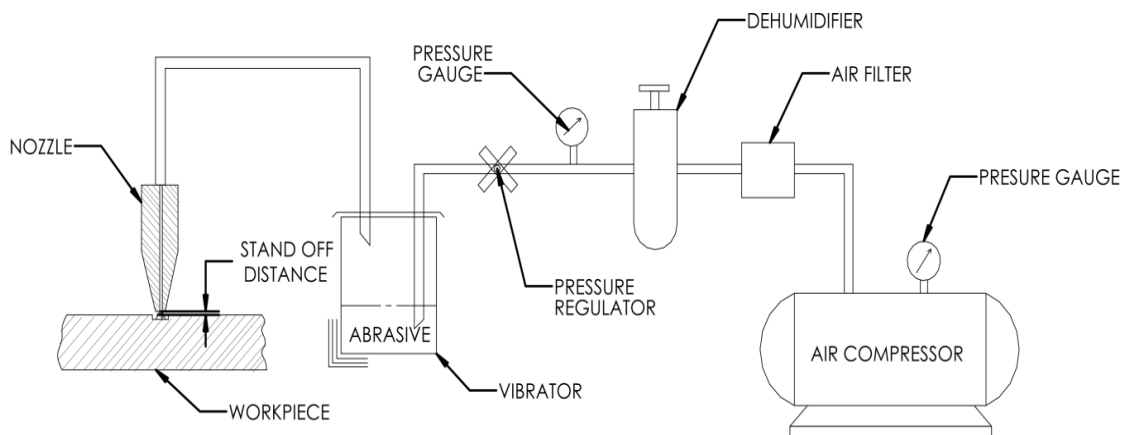 DEHUMIDIFIER
PRESSURE
GAUGE
AIR FILTER
NOZZLE
PRESURE GAUGE
STAND OFF
DISTANCE
PRESSURE
REGULATOR
ABRASIVE
AIR COMPRESSOR
VIBRATOR
WORKPIECE